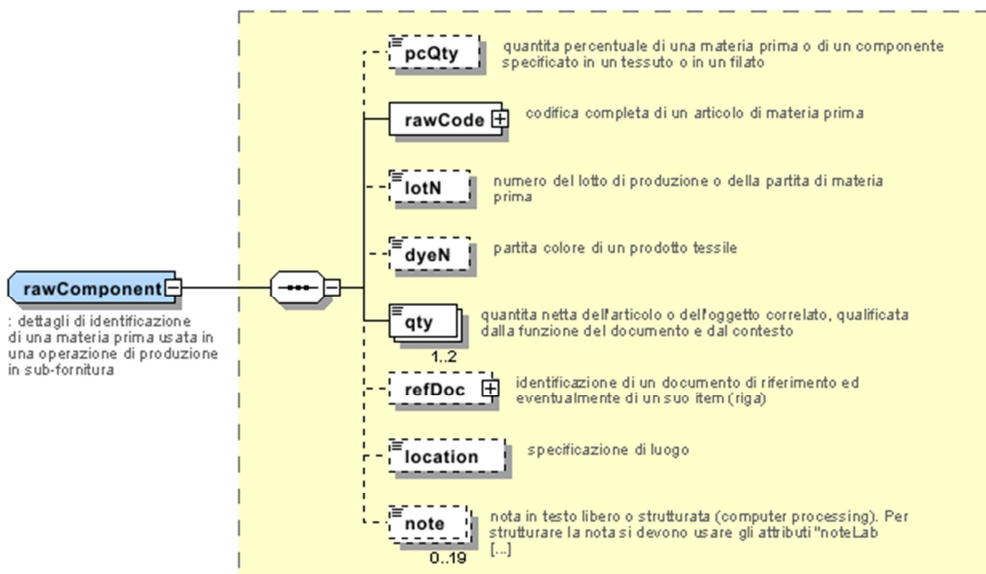 pcQty
quantita percentuale di una materia prima o di un componente
specificato in un tessuto o in un filato
rawCode
codifica completa di un articolo di materia prima
lotN
numero del lotto di produzione o della partita di materia
prima
dyeN
partita colore di un prodotto tessile
rawComponent
: dettagli di identificazione
di una materia prima usata in
una operazione di produzione
in sub-fornitura
qty
quantita netta dell'articolo o dell'oggetto correlato, qualificata
dalla funzione del documento e dal contesto
1..2
refDoc
identificazione di un documento di riferimento ed
eventualmente di un suo item (riga)
location
specificazione di luogo
note
nota in testo libero o strutturata (computer processing). Per
strutturare la nota si devono usare gli attributi "noteLab
[...]
0..19